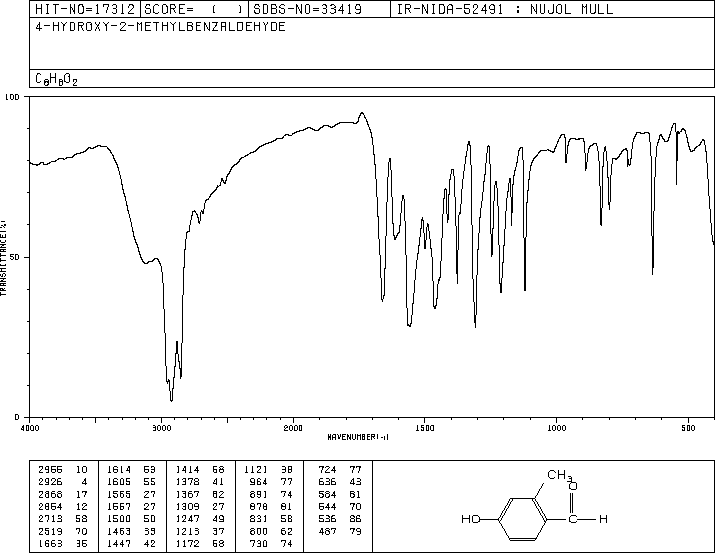 HIT-NO=17312 SCORE= ( ) SDBS-NO=33419 IR-NIDA-52491 : NUJOL MULL
4-HYDROXY-2-METHYLBENZALDEHYDE
C8H8O2
100
TRANSMITTANCE(%)
50
0
4000 3000 2000 1500 1000 500
WAVENUMBER(-1)
2955 10 1614 53 1414 58 1121 38 724 77
2926 4 1605 55 1378 41 964 77 636 43
2868 17 1565 27 1367 62 891 74 584 81
2854 12 1557 27 1309 27 878 81 544 70
2713 58 1500 50 1247 49 831 58 536 86
2519 70 1463 33 1213 37 800 62 487 79
1663 35 1447 42 1172 58 730 74
CH3
O
HO
H